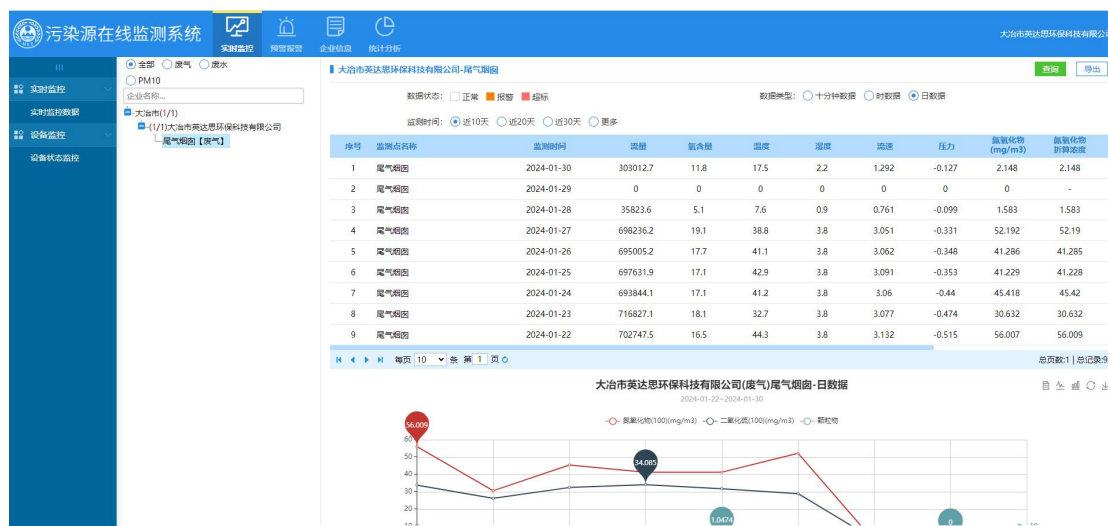 污染源在线监测系统
实时监控 预警报警 企业信息 统计分析
大冶市英达思环保科技有限公司
实时监控
实时监控数据
设备监控
设备状态监控
全部 废气 废水
PM10
企业名称...
大冶市(1/1)
(1/1)大冶市英达思环保科技有限公司
尾气烟囱【废气】
大冶市英达思环保科技有限公司-尾气烟囱 查询 导出
数据状态: 正常 报警 超标 数据类型: 十分钟数据 时数据 日数据
监测时间: 近10天 近20天 近30天 更多
序号 监测点名称 监测时间 流量 氧含量 温度 湿度 流速 压力 氮氧化物(mg/m3) 氮氧化物折算浓度
1 尾气烟囱 2024-01-30 303012.7 11.8 17.5 2.2 1.292 -0.127 2.148 2.148
2 尾气烟囱 2024-01-29 0 0 0 0 0 0 0 -
3 尾气烟囱 2024-01-28 35823.6 5.1 7.6 0.9 0.761 -0.099 1.583 1.583
4 尾气烟囱 2024-01-27 698236.2 19.1 38.8 3.8 3.051 -0.331 52.192 52.19
5 尾气烟囱 2024-01-26 695005.2 17.7 41.1 3.8 3.062 -0.348 41.286 41.285
6 尾气烟囱 2024-01-25 697631.9 17.1 42.9 3.8 3.091 -0.353 41.229 41.228
7 尾气烟囱 2024-01-24 693844.1 17.1 41.2 3.8 3.06 -0.44 45.418 45.42
8 尾气烟囱 2024-01-23 716827.1 18.1 32.7 3.8 3.077 -0.474 30.632 30.632
9 尾气烟囱 2024-01-22 702747.5 16.5 44.3 3.8 3.132 -0.515 56.007 56.009
每页 10 条 第 1 页 总页数:1 | 总记录:9
大冶市英达思环保科技有限公司(废气)尾气烟囱-日数据
2024-01-22~2024-01-30
氮氧化物(100)(mg/m3) 二氧化硫(100)(mg/m3) 颗粒物
56.009
60
50
34.085
40
30
20
1.0474
0
10
10